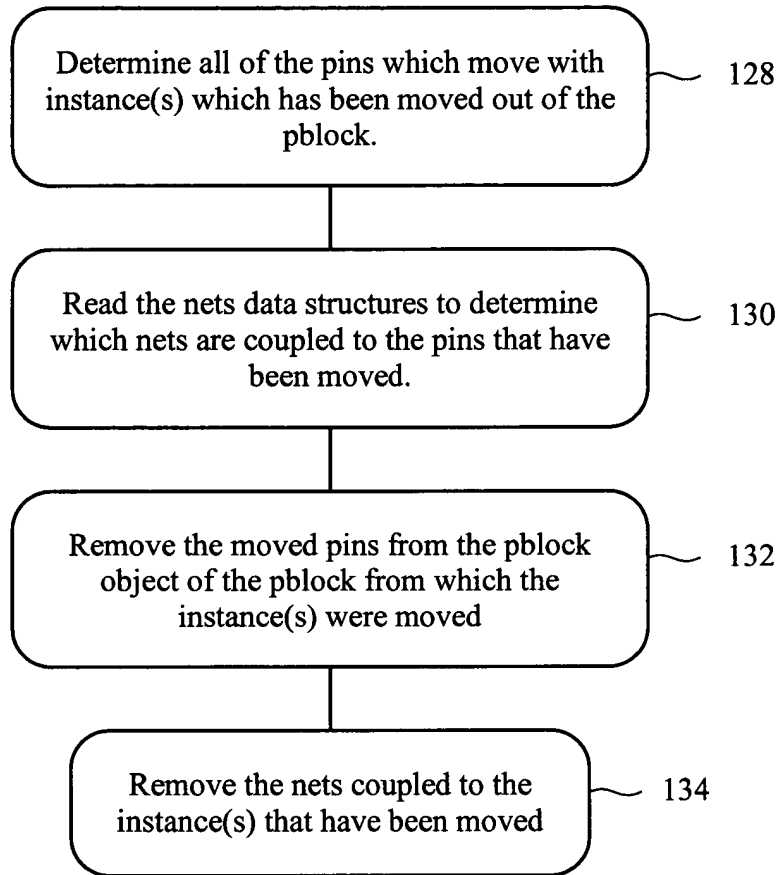 Determine all of the pins which move with
instance(s) which has been moved out of the
pblock.
128
Read the nets data structures to determine
which nets are coupled to the pins that have
been moved.
130
Remove the moved pins from the pblock
object of the pblock from which the
instance(s) were moved
132
Remove the nets coupled to the
instance(s) that have been moved
134